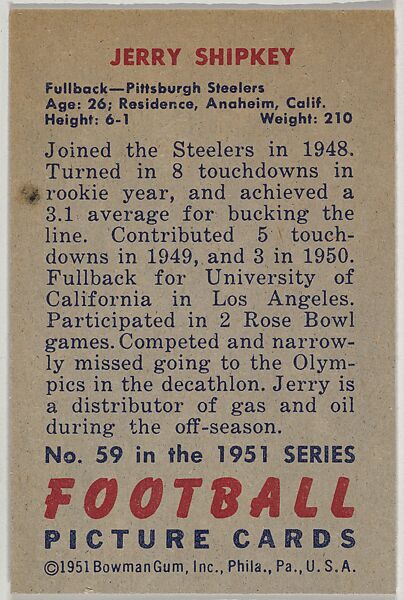 JERRY SHIPKEY
Fullback—Pittsburgh Steelers
Age: 26; Residence, Anaheim, Calif.
Height: 6-1 Weight: 210
Joined the Steelers in 1948.
Turned in 8 touchdowns in
rookie year, and achieved a
3.1 average for bucking the
line. Contributed 5 touch-
downs in 1949, and 3 in 1950.
Fullback for University of
California in Los Angeles.
Participated in 2 Rose Bowl
games. Competed and narrow-
ly missed going to the Olym-
pics in the decathlon. Jerry is
a distributor of gas and oil
during the off-season.
No. 59 in the 1951 SERIES
FOOTBALL
PICTURE CARDS
©1951 Bowman Gum, Inc., Phila., Pa., U. S. A.